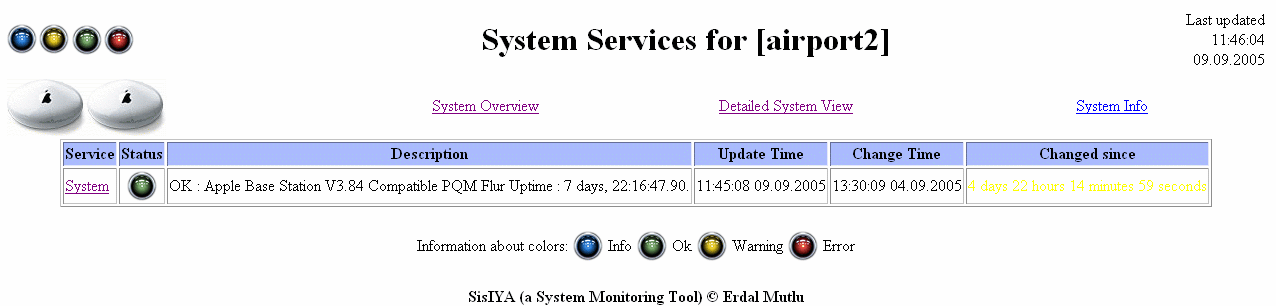 System Services for [airport2]
Last updated
11:46:04
09.09.2005
System Overview Detailed System View System Info
Service Status Description Update Time Change Time Changed since
System OK : Apple Base Station V3.84 Compatible PQM Flur Uptime : 7 days, 22:16:47.90. 11:45:08 09.09.2005 13:30:09 04.09.2005 4 days 22 hours 14 minutes 59 seconds
Information about colors: Info Ok Warning Error
SisIYA (a System Monitoring Tool) © Erdal Mutlu